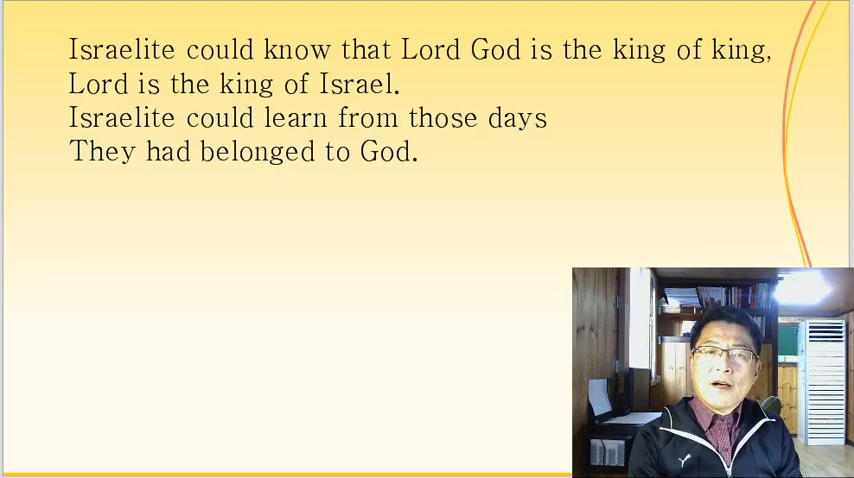 Israelite could know that Lord God is the king of king,
Lord is the king of Israel.
Israelite could learn from those days
They had belonged to God.